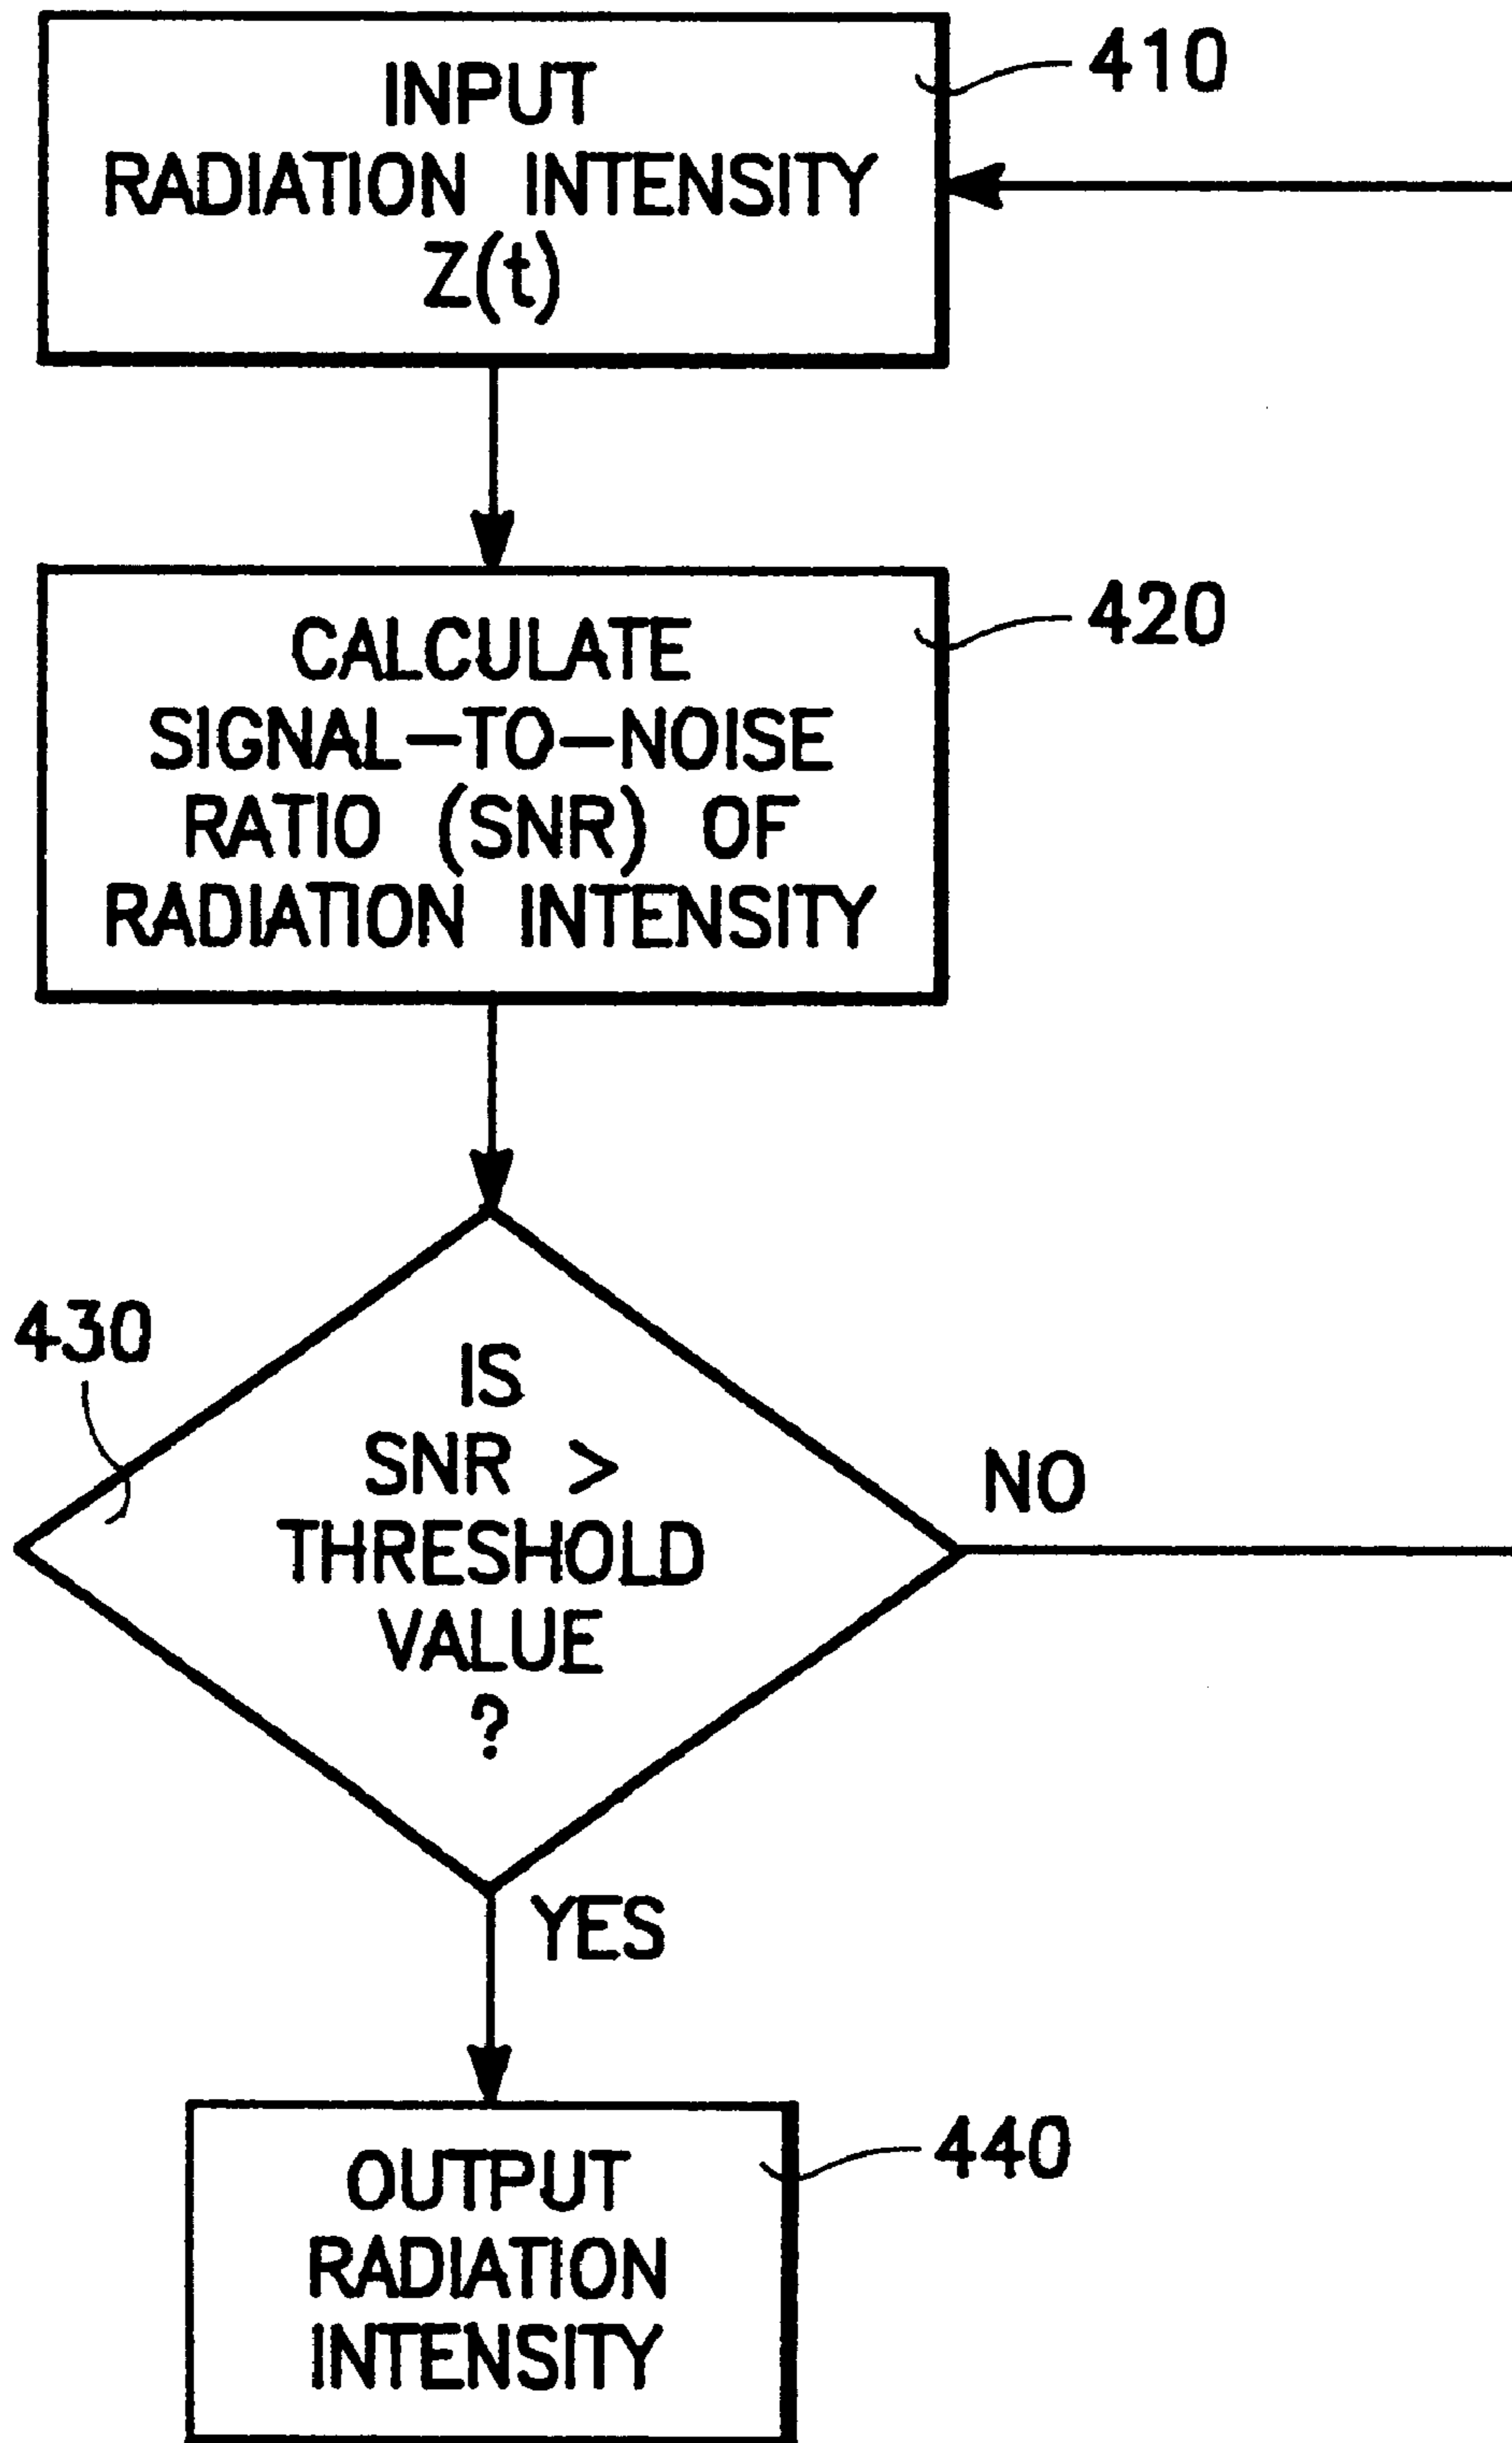 INPUT
RADIATION INTENSITY
Z(t)
410
CALCULATE
SIGNAL-TO-NOISE
RATIO (SNR) OF
RADIATION INTENSITY
420
430
IS
SNR >
THRESHOLD
VALUE
?
NO
YES
OUTPUT
RADIATION
INTENSITY
440